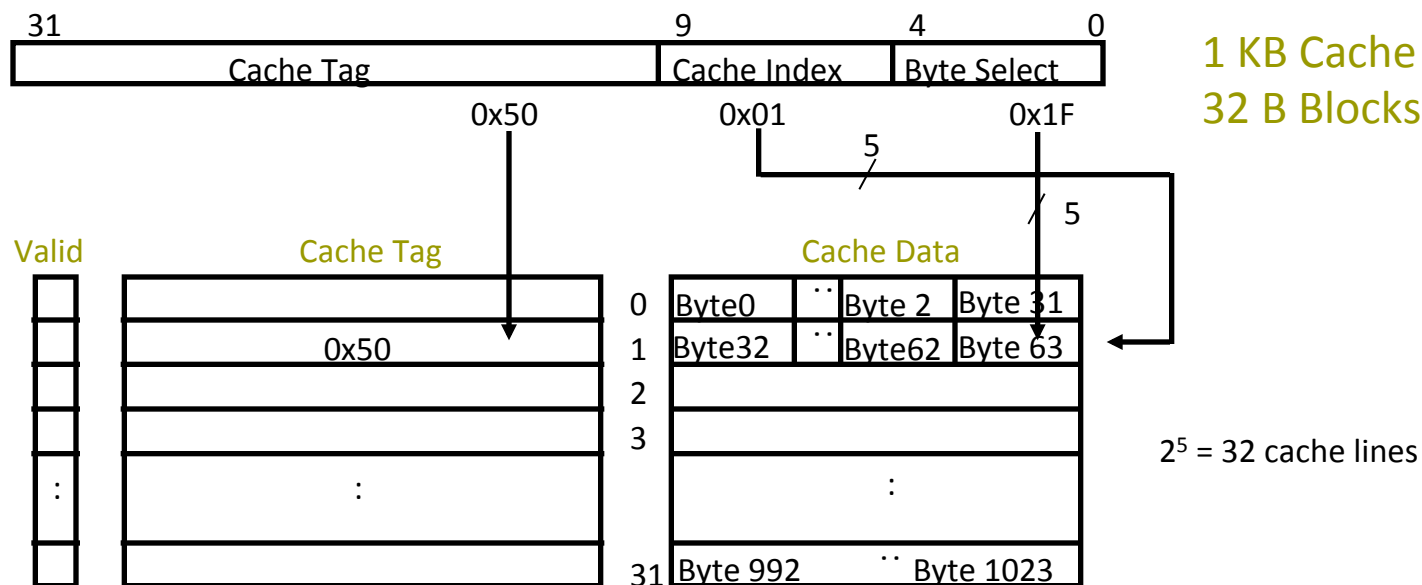 31 9 4 0
Cache Tag Cache Index Byte Select
1 KB Cache
32 B Blocks
0x50 0x01 0x1F
5
5
Valid Cache Tag Cache Data
0 Byte0 .. Byte 2 Byte 31
0x50 1 Byte32 .. Byte62 Byte 63
2
3
2⁵ = 32 cache lines
: : :
31 Byte 992 .. Byte 1023